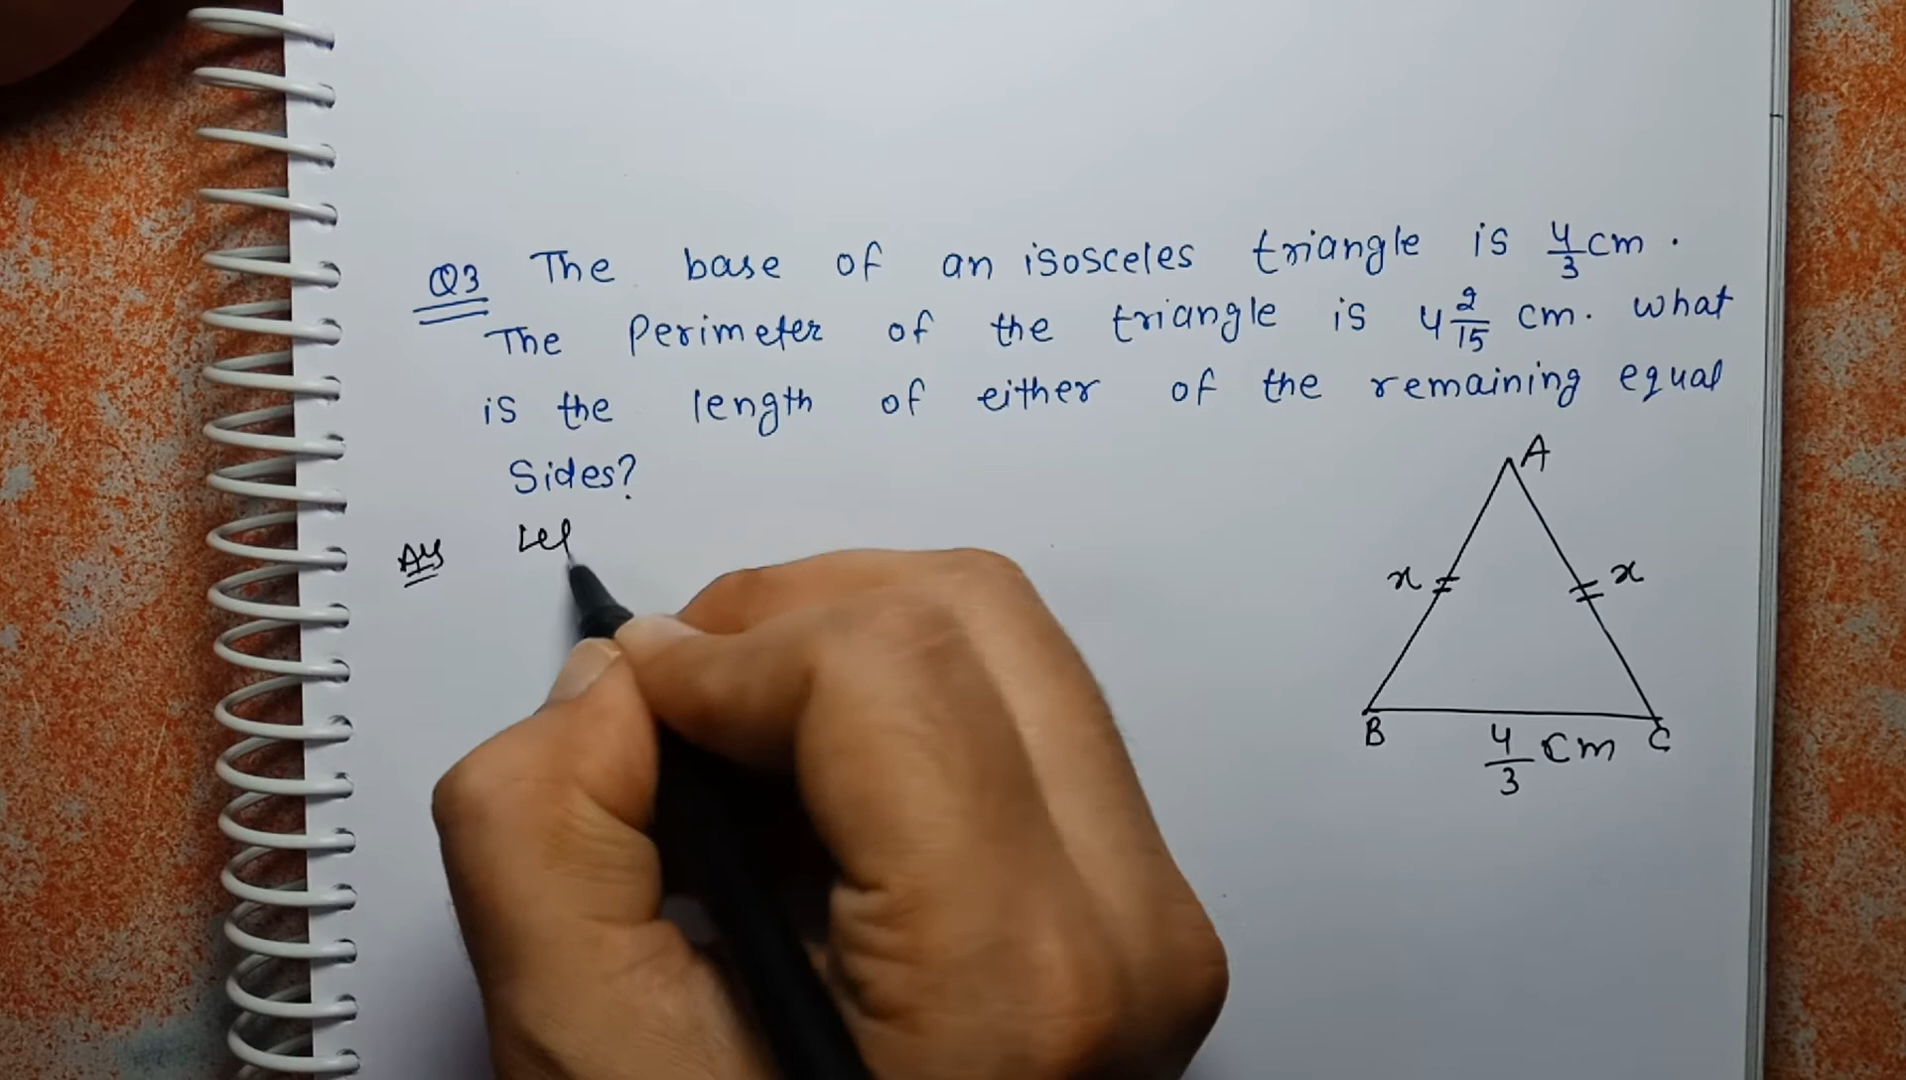 Q3 The base of an isosceles triangle is 4/3 cm.
The Perimeter of the triangle is 4 2/15 cm. what
is the length of either of the remaining equal
Sides?
Ans Let
A
x x
B C
4/3 cm